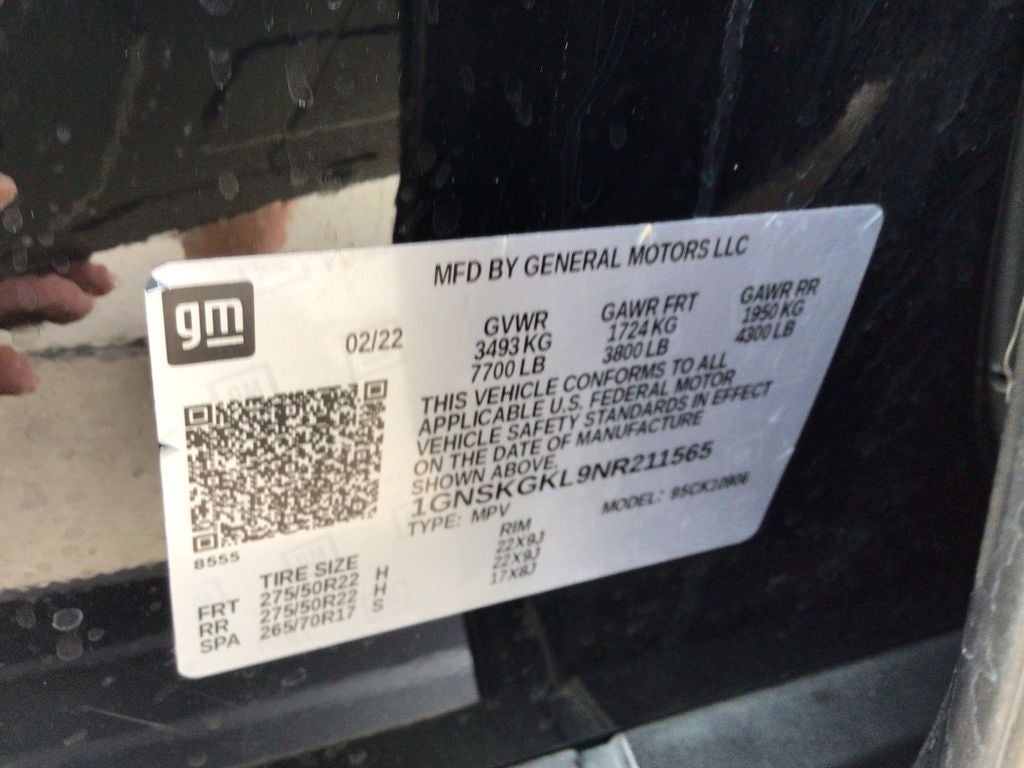 MFD BY GENERAL MOTORS LLC
gm
02/22
GVWR GAWR FRT GAWR RR
3493 KG 1724 KG 1950 KG
7700 LB 3800 LB 4300 LB
THIS VEHICLE CONFORMS TO ALL
APPLICABLE U.S. FEDERAL MOTOR
VEHICLE SAFETY STANDARDS IN EFFECT
ON THE DATE OF MANUFACTURE
SHOWN ABOVE.
1GNSKGKL9NR211565
TYPE: MPV MODEL: 95CK10906
8555
TIRE SIZE RIM
FRT 275/50R22 H 22X9J
RR 275/50R22 H 22X9J
SPA 265/70R17 S 17X8J